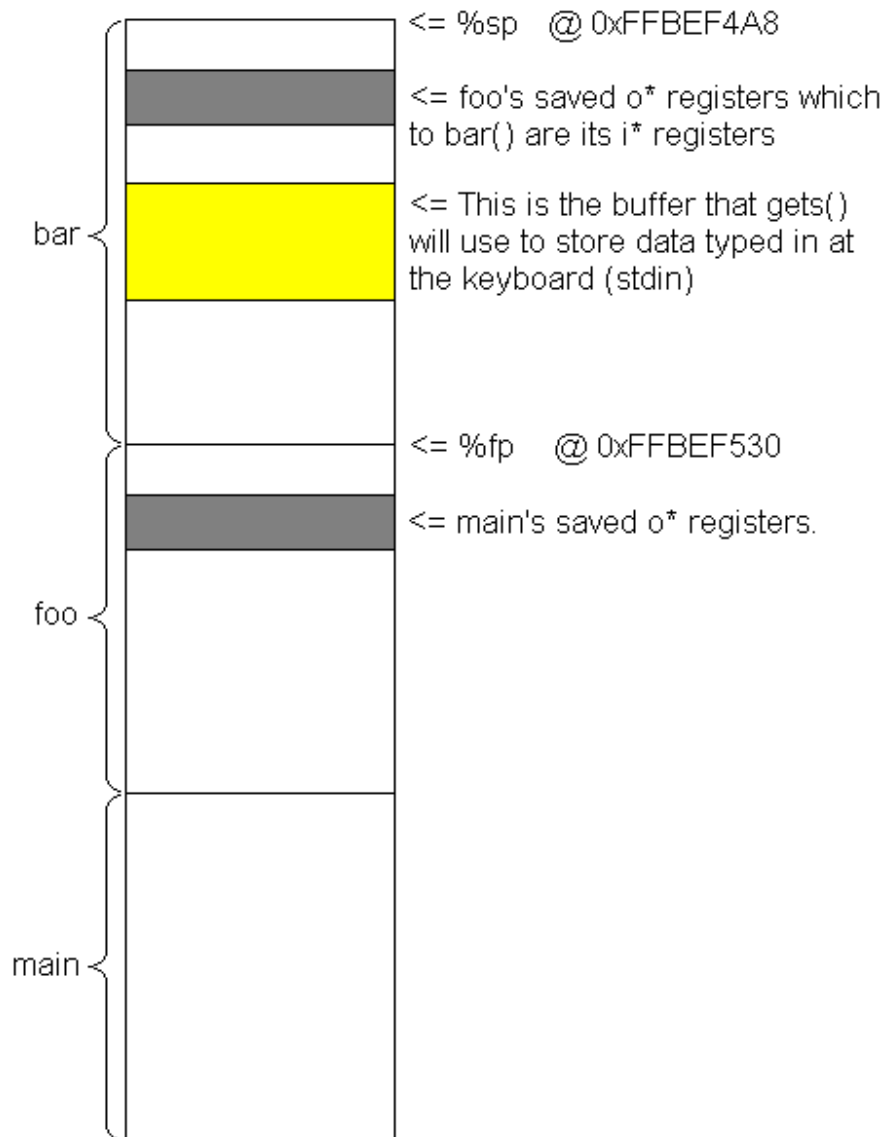 <= %sp @ 0xFFBEF4A8
<= foo's saved o* registers which
to bar() are its i* registers
<= This is the buffer that gets()
will use to store data typed in at
the keyboard (stdin)
bar
<= %fp @ 0xFFBEF530
<= main's saved o* registers.
foo
main